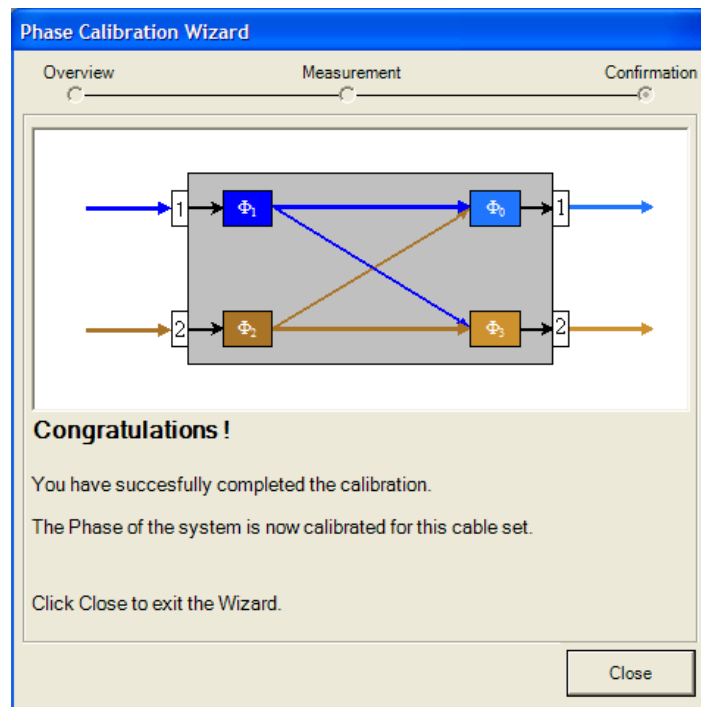 Phase Calibration Wizard
Overview Measurement Confirmation
1 Φ₁ Φ₀ 1
2 Φ₂ Φ₃ 2
Congratulations !
You have succesfully completed the calibration.
The Phase of the system is now calibrated for this cable set.
Click Close to exit the Wizard.
Close